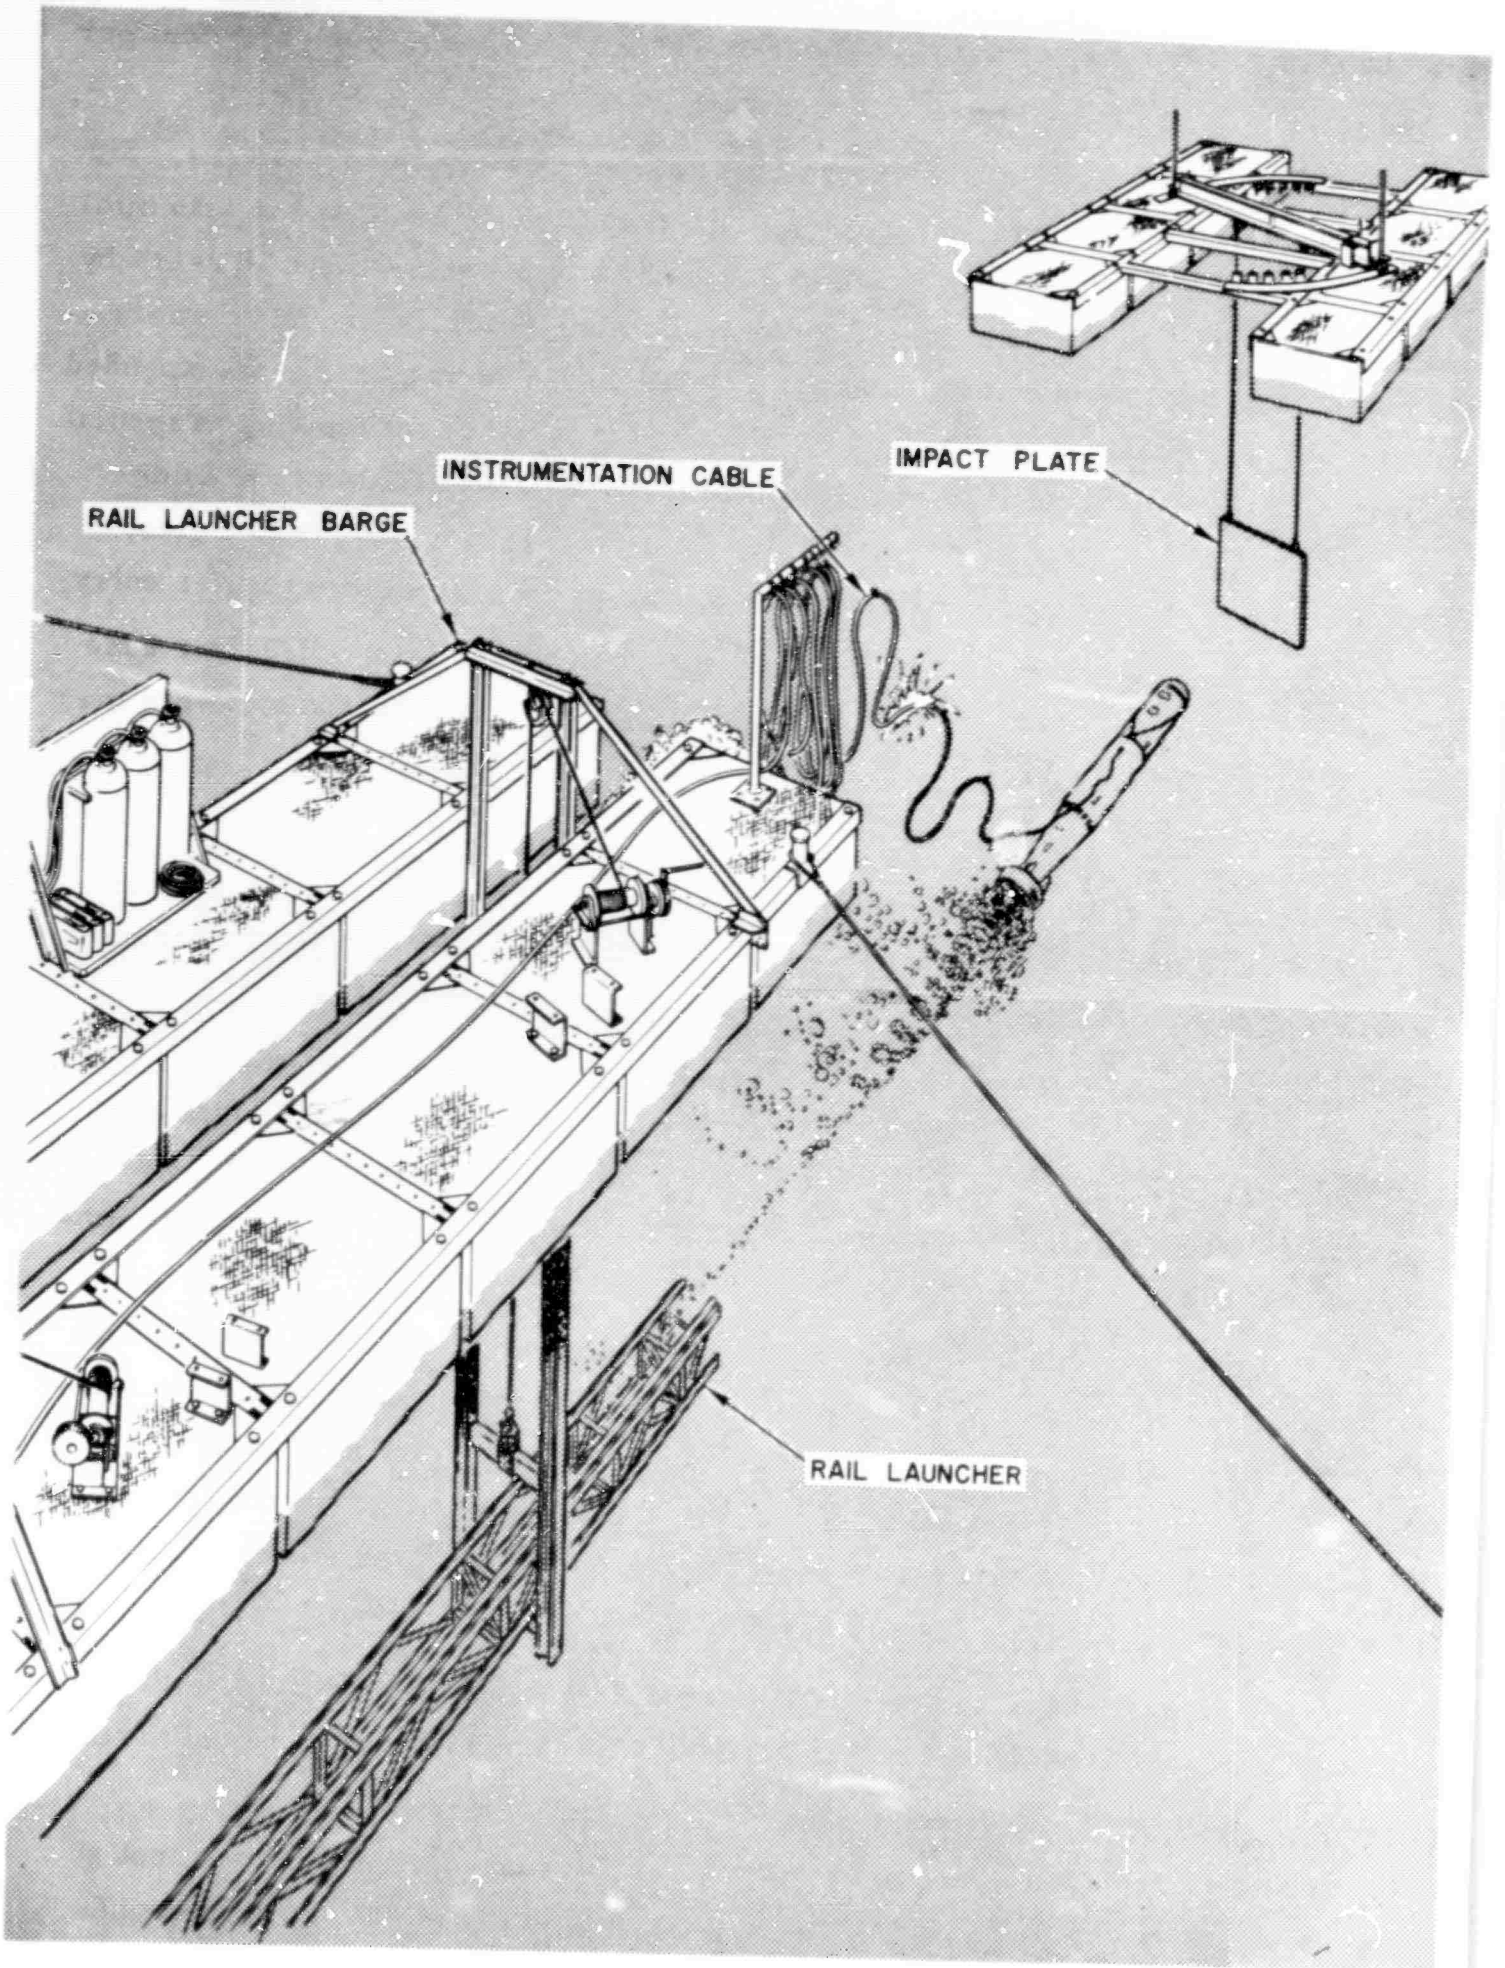 INSTRUMENTATION CABLE
IMPACT PLATE
RAIL LAUNCHER BARGE
RAIL LAUNCHER